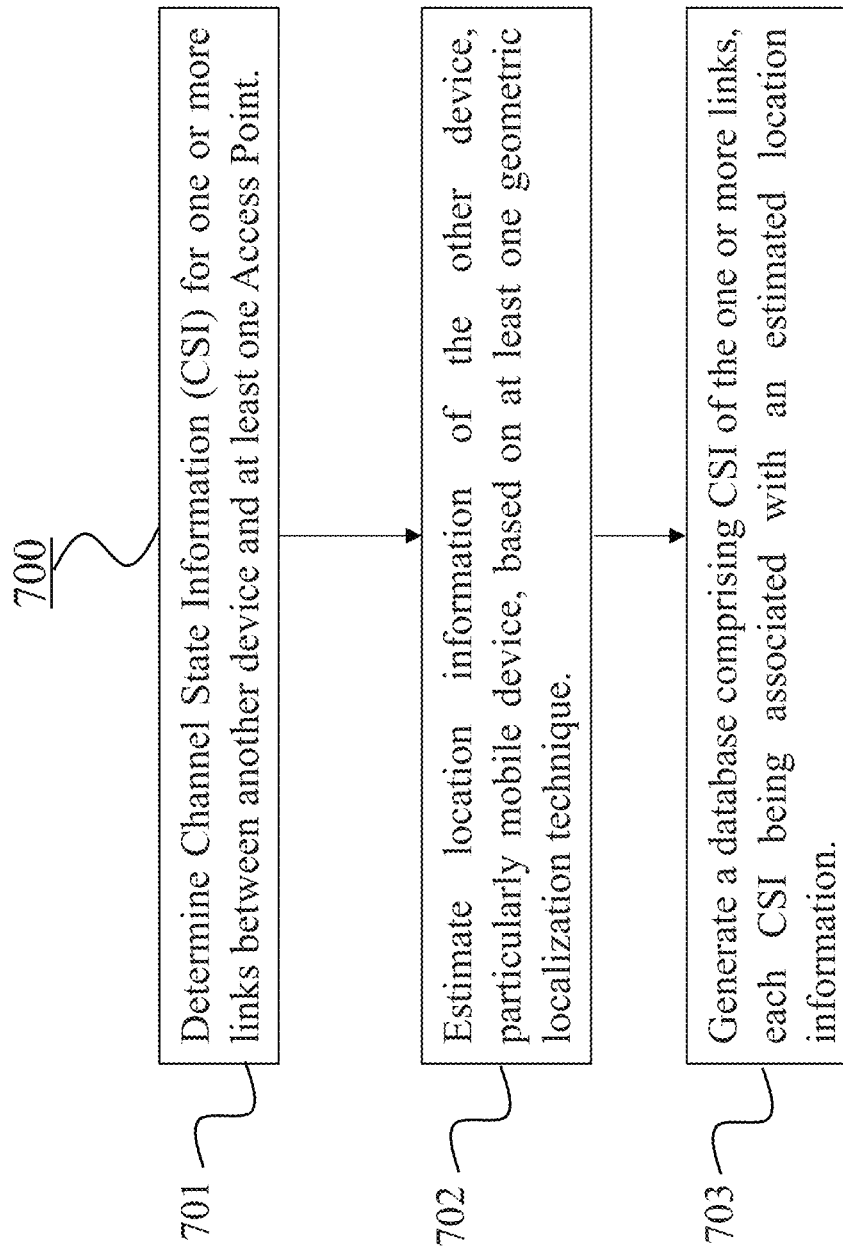 700
701
Determine Channel State Information (CSI) for one or more
links between another device and at least one Access Point.
702
Estimate location information of the other device,
particularly mobile device, based on at least one geometric
localization technique.
703
Generate a database comprising CSI of the one or more links,
each CSI being associated with an estimated location
information.